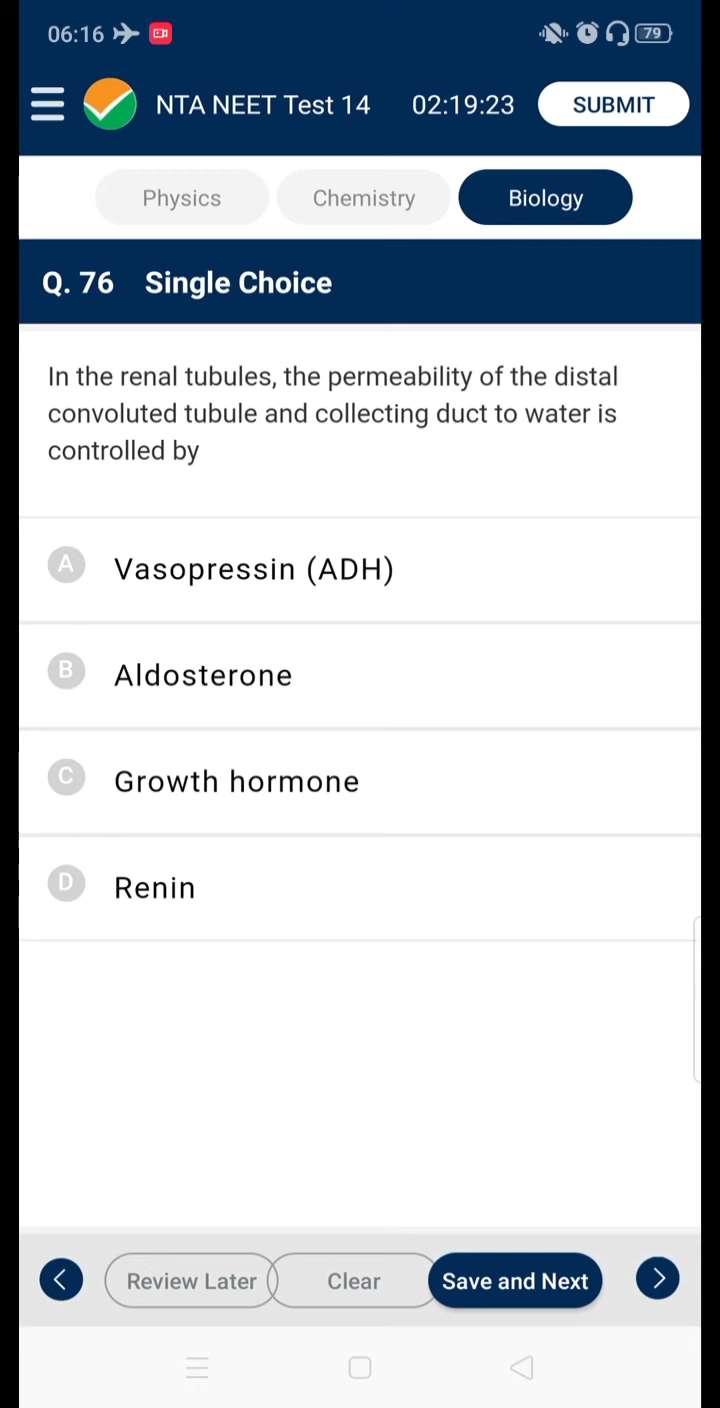 06:16
79
NTA NEET Test 14 02:19:23 SUBMIT
Physics Chemistry Biology
Q. 76 Single Choice
In the renal tubules, the permeability of the distal
convoluted tubule and collecting duct to water is
controlled by
A Vasopressin (ADH)
B Aldosterone
C Growth hormone
D Renin
Review Later Clear Save and Next